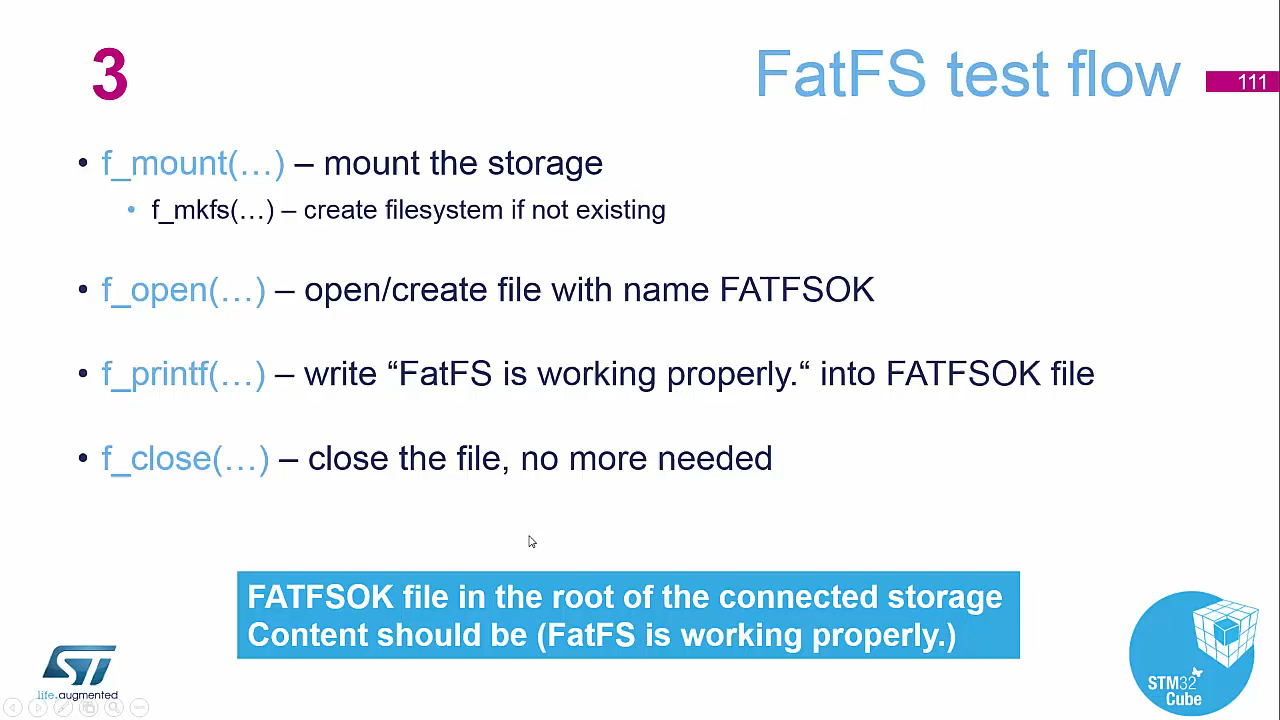 3
FatFS test flow
111
• f_mount(…) – mount the storage
• f_mkfs(…) – create filesystem if not existing
• f_open(…) – open/create file with name FATFSOK
• f_printf(…) – write “FatFS is working properly.“ into FATFSOK file
• f_close(…) – close the file, no more needed
FATFSOK file in the root of the connected storage
Content should be (FatFS is working properly.)
ST
life.augmented
STM32
Cube